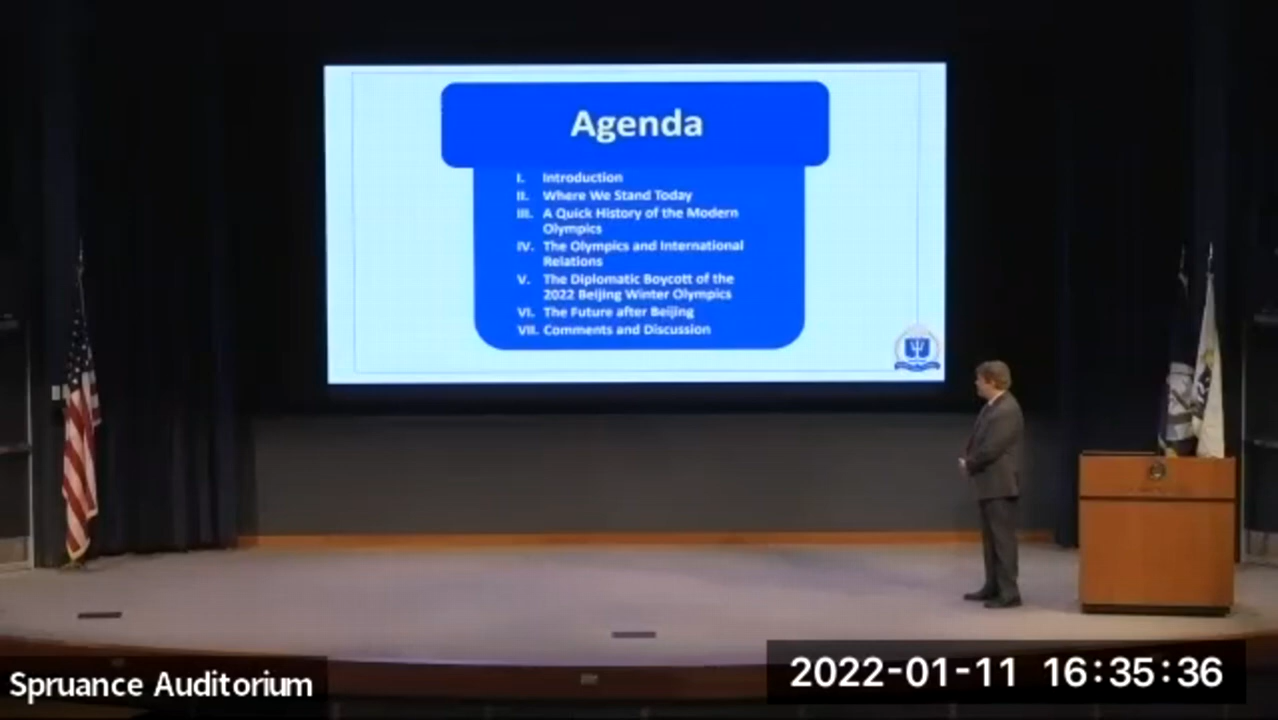 Agenda
I. Introduction
II. Where We Stand Today
III. A Quick History of the Modern
Olympics
IV. The Olympics and International
Relations
V. The Diplomatic Boycott of the
2022 Beijing Winter Olympics
VI. The Future after Beijing
VII. Comments and Discussion
Spruance Auditorium
2022-01-11 16:35:36